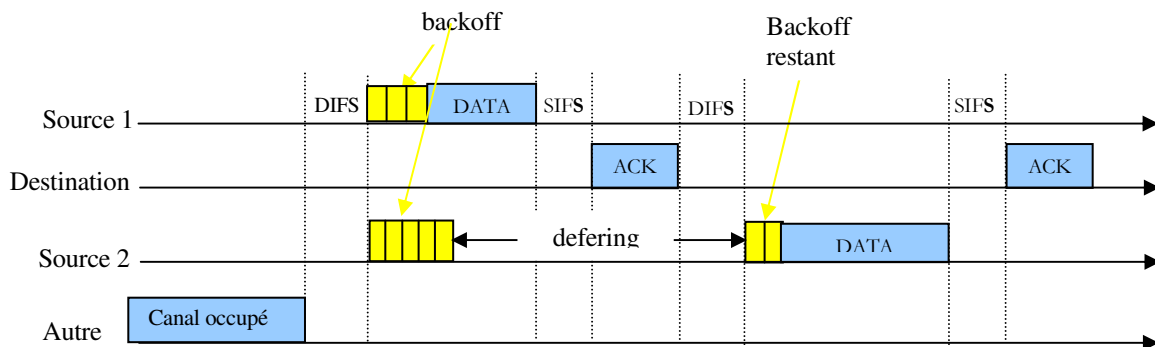 backoff
Backoff
restant
DIFS
DATA
SIFS
DIFS
SIFS
Source 1
ACK
ACK
Destination
defering
DATA
Source 2
Canal occupé
Autre